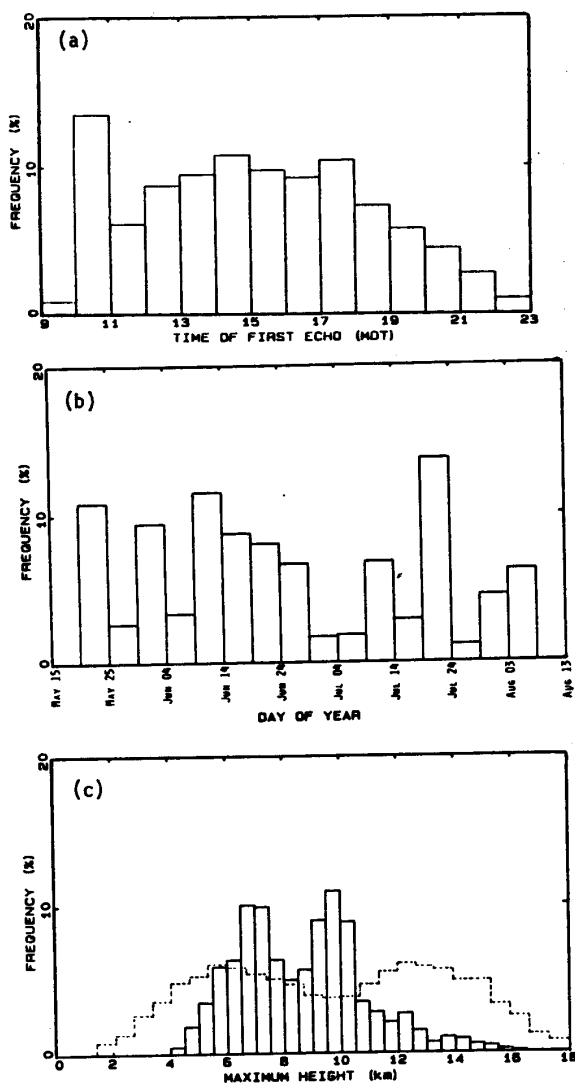 20
(a)
FREQUENCY (%)
10
0
9 11 13 15 17 19 21 23
TIME OF FIRST ECHO (MDT)
20
(b)
FREQUENCY (%)
10
0
MAY 15 MAY 25 JUN 04 JUN 14 JUN 24 JUL 04 JUL 14 JUL 24 AUG 03 AUG 13
DAY OF YEAR
20
(c)
FREQUENCY (%)
10
0
0 2 4 6 8 10 12 14 16 18
MAXIMUM HEIGHT (km)